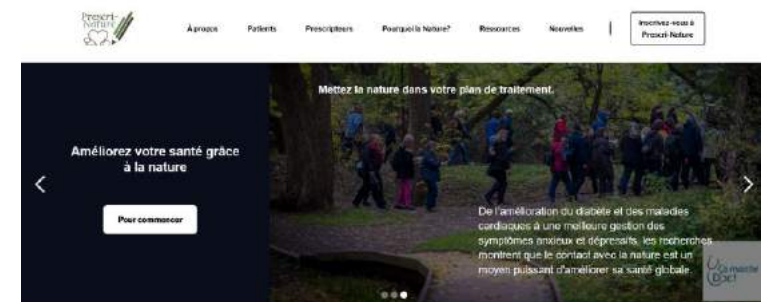 Prescri-
Nature
À propos
Patients
Prescripteurs
Pourquoi la Nature?
Ressources
Nouvelles
Inscrivez-vous à
Prescri-Nature
Mettez la nature dans votre plan de traitement.
Améliorez votre santé grâce
à la nature
Pour commencer
De l'amélioration du diabète et des maladies
cardiaques à une meilleure gestion des
symptômes anxieux et dépressifs, les recherches
montrent que le contact avec la nature est un
moyen puissant d'améliorer sa santé globale.
Ça marche
Doc!